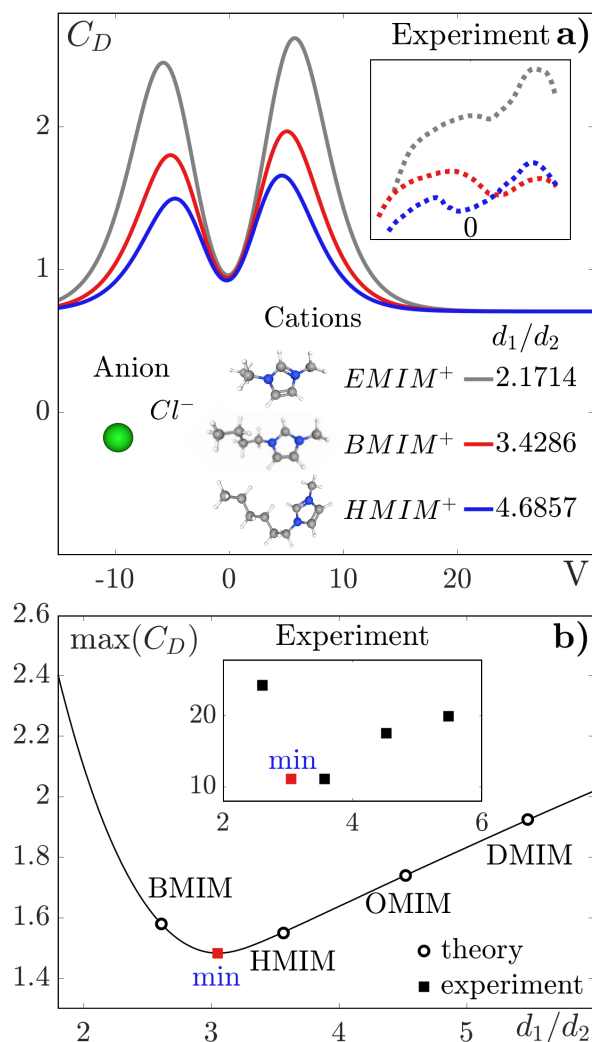 C_D
Experiment a)
2
0
1
Cations
d_1/d_2
Anion
EMIM^+ 2.1714
0
Cl^-
BMIM^+ 3.4286
HMIM^+ 4.6857
-10 0 10 20 V
2.6 max(C_D) Experiment b)
2.4
20
2.2
min
10
2 2 4 6
1.8 BMIM DMIM
OMIM
1.6 HMIM theory
min
1.4 experiment
2 3 4 5 d_1/d_2